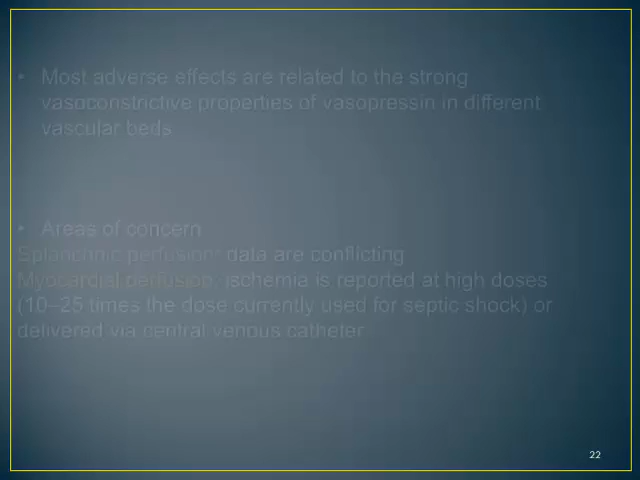 • Most adverse effects are related to the strong
vasoconstrictive properties of vasopressin in different
vascular beds
• Areas of concern
Splanchnic perfusion: data are conflicting
Myocardial perfusion: ischemia is reported at high doses
(10–25 times the dose currently used for septic shock) or
delivered via central venous catheter
22